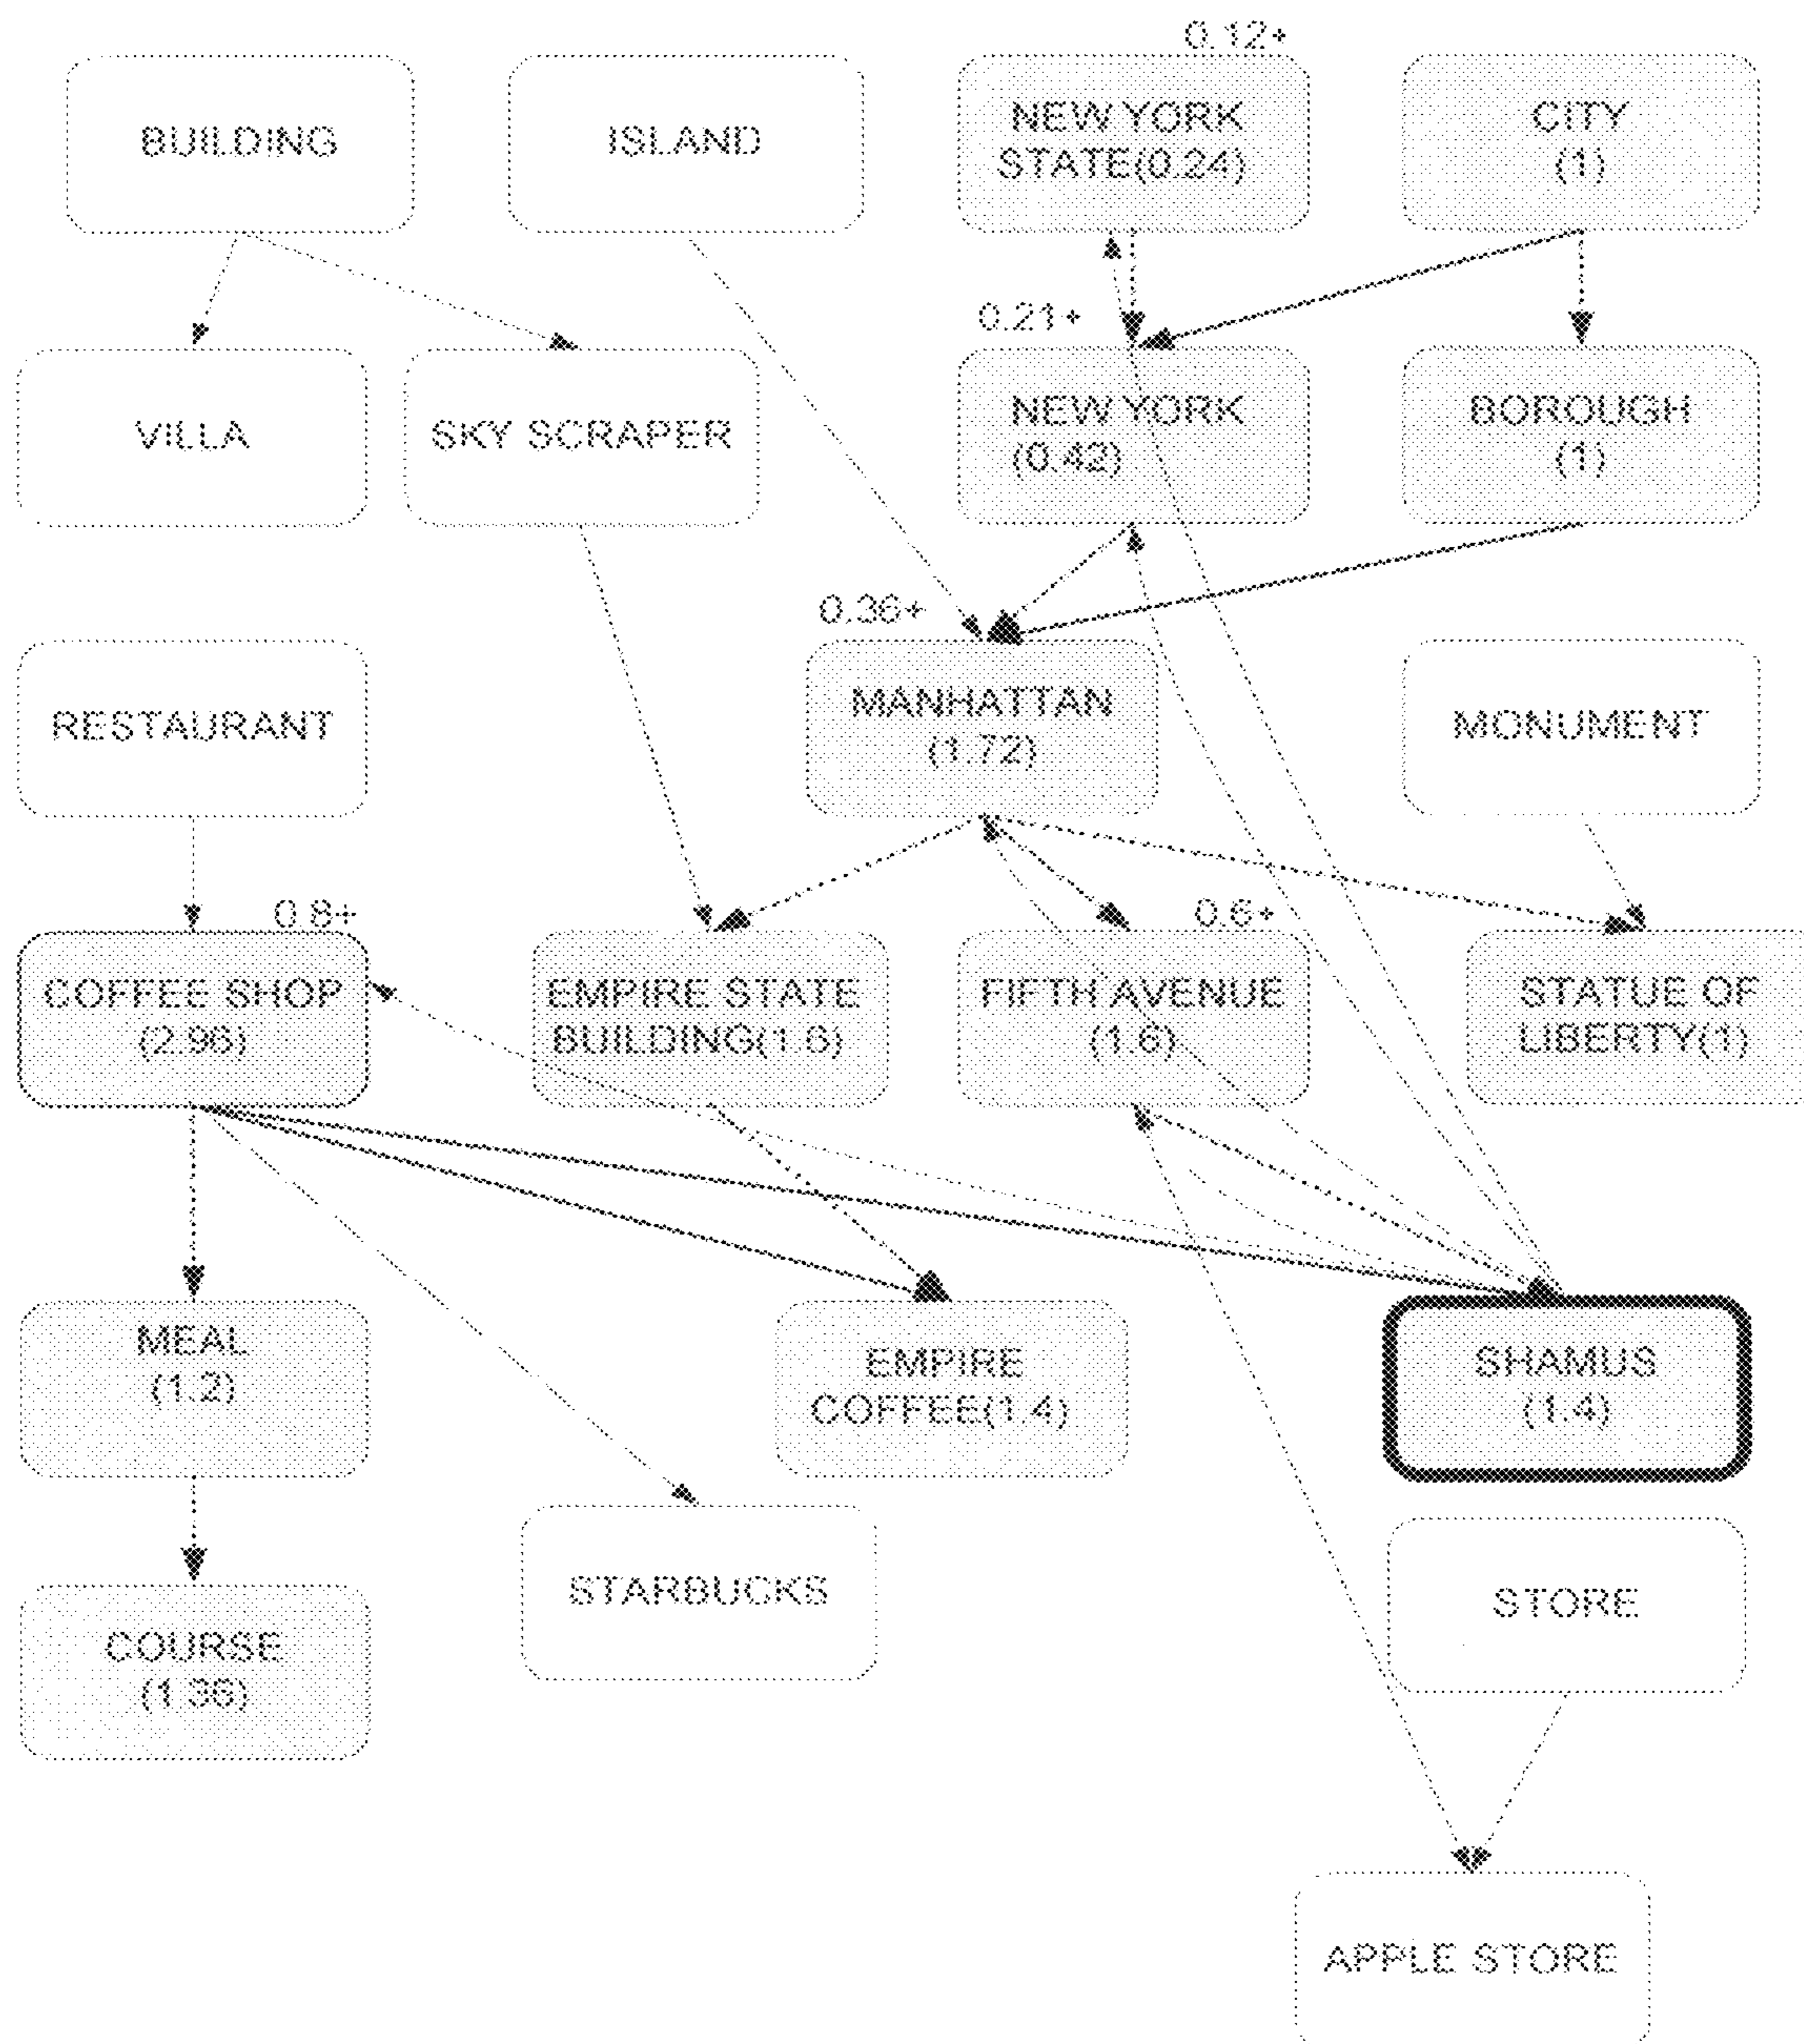 0.12+
BUILDING
ISLAND
NEW YORK
STATE(0.24)
CITY
(1)
0.21+
VILLA
SKY SCRAPER
NEW YORK
(0.42)
BOROUGH
(1)
0.36+
RESTAURANT
MANHATTAN
(1.72)
MONUMENT
0.8+
0.6+
COFFEE SHOP
(2.96)
EMPIRE STATE
BUILDING(1.6)
FIFTH AVENUE
(1.6)
STATUE OF
LIBERTY(1)
MEAL
(1.2)
EMPIRE
COFFEE(1.4)
SHAMUS
(1.4)
STARBUCKS
STORE
COURSE
(1.36)
APPLE STORE